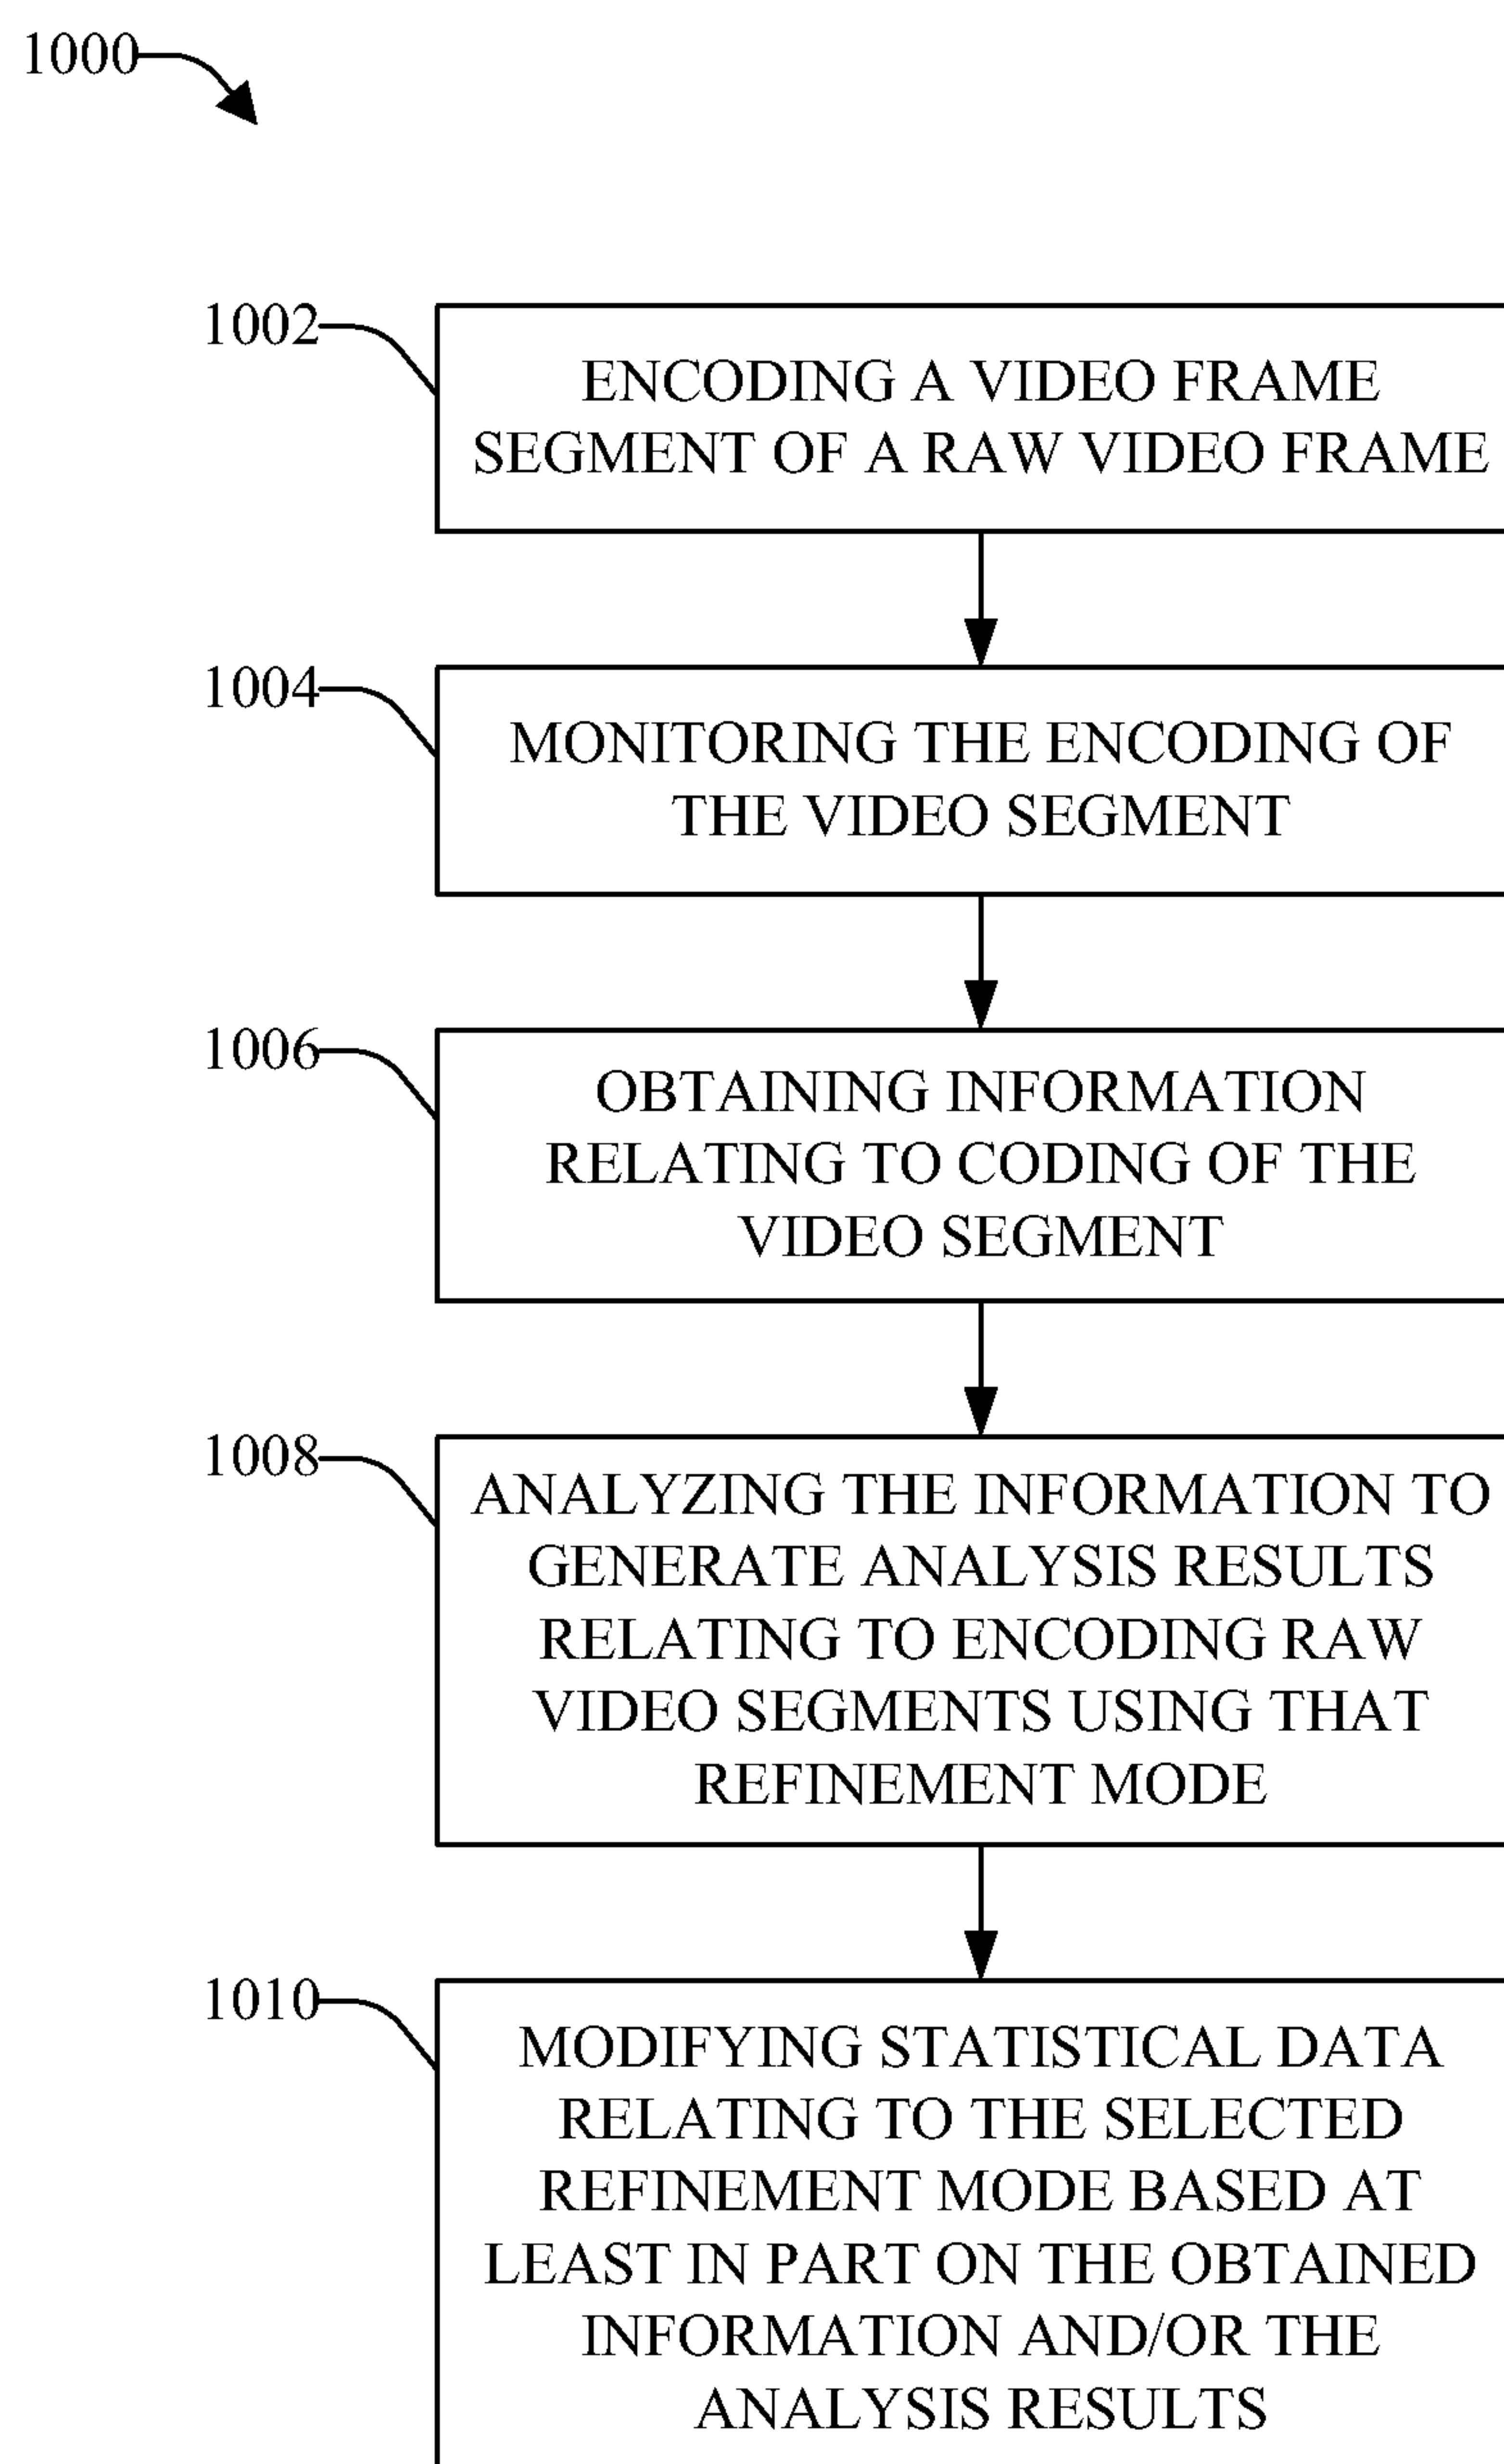 1000
1002
ENCODING A VIDEO FRAME
SEGMENT OF A RAW VIDEO FRAME
1004
MONITORING THE ENCODING OF
THE VIDEO SEGMENT
1006
OBTAINING INFORMATION
RELATING TO CODING OF THE
VIDEO SEGMENT
1008
ANALYZING THE INFORMATION TO
GENERATE ANALYSIS RESULTS
RELATING TO ENCODING RAW
VIDEO SEGMENTS USING THAT
REFINEMENT MODE
1010
MODIFYING STATISTICAL DATA
RELATING TO THE SELECTED
REFINEMENT MODE BASED AT
LEAST IN PART ON THE OBTAINED
INFORMATION AND/OR THE
ANALYSIS RESULTS